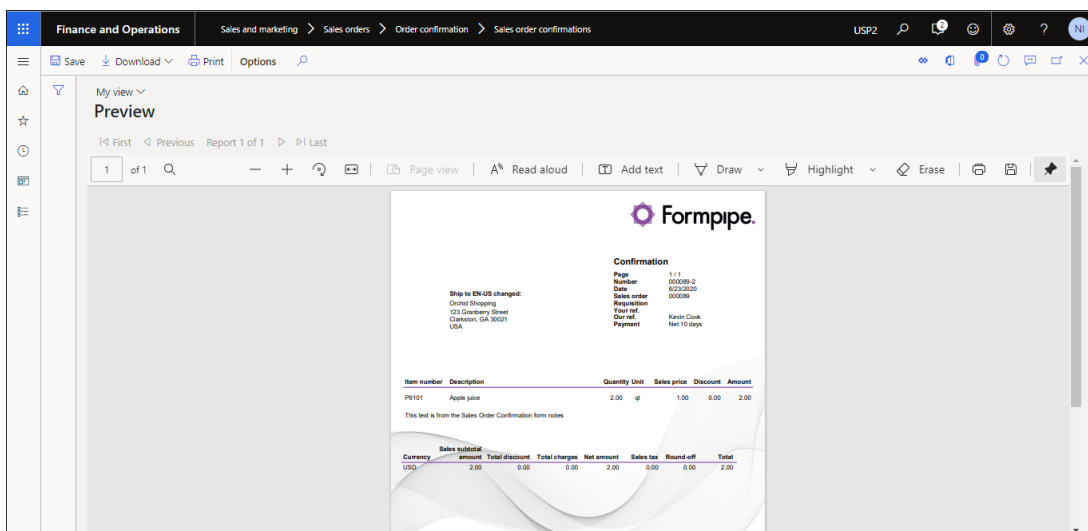 Finance and Operations Sales and marketing > Sales orders > Order confirmation > Sales order confirmations USP2 2 ? NI
Save Download Print Options 0
My view
Preview
First Previous Report 1 of 1 Last
1 of 1 Page view Read aloud Add text Draw Highlight Erase
Formpipe.
Confirmation
Page 1 / 1
Number 000089-2
Date 6/23/2020
Sales order 000089
Requisition
Your ref.
Our ref. Kevin Cook
Payment Net 10 days
Ship to EN-US changed:
Orchid Shopping
123 Granberry Street
Clarkston, GA 30021
USA
Item number Description Quantity Unit Sales price Discount Amount
P9101 Apple juice 2.00 qt 1.00 0.00 2.00
This text is from the Sales Order Confirmation form notes
Sales subtotal
Currency amount Total discount Total charges Net amount Sales tax Round-off Total
USD 2.00 0.00 0.00 2.00 0.00 0.00 2.00